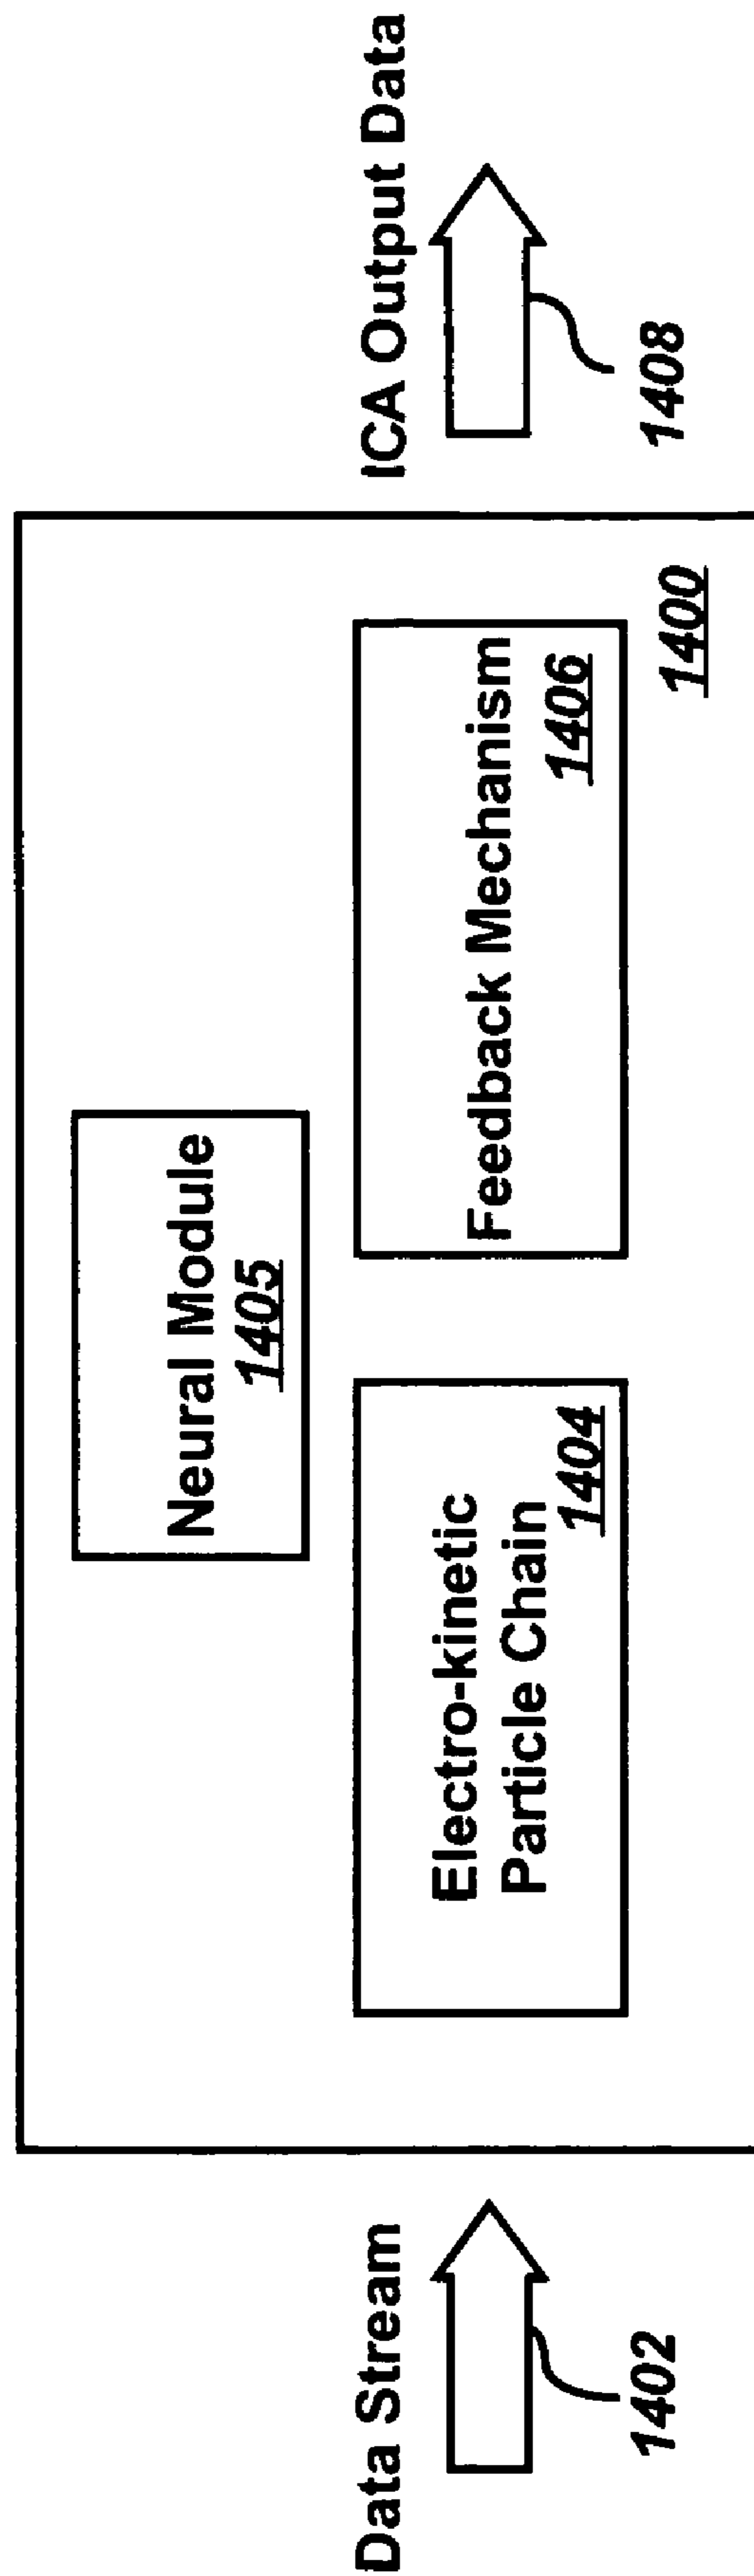 Data Stream
1402
Neural Module
1405
Electro-kinetic
Particle Chain
1404
Feedback Mechanism
1406
1400
ICA Output Data
1408